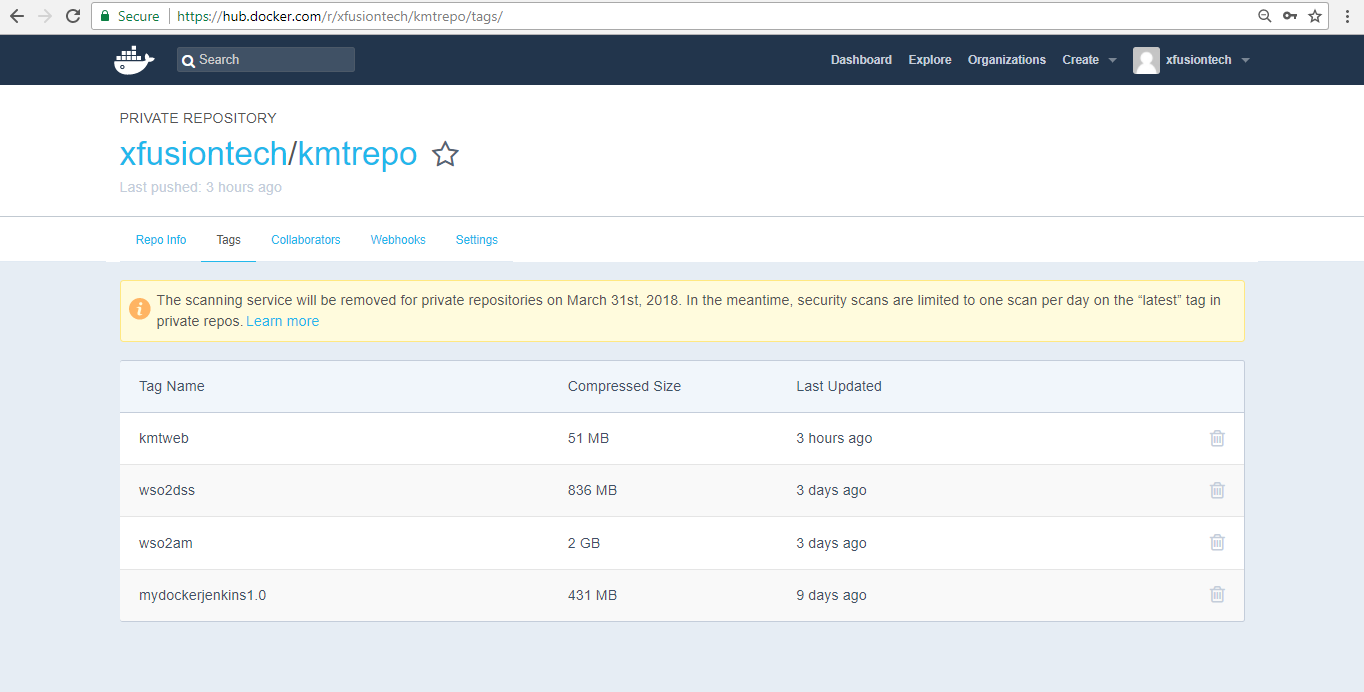 Secure https://hub.docker.com/r/xfusiontech/kmtrepo/tags/
Search Dashboard Explore Organizations Create xfusiontech
PRIVATE REPOSITORY
xfusiontech/kmtrepo
Last pushed: 3 hours ago
Repo Info Tags Collaborators Webhooks Settings
The scanning service will be removed for private repositories on March 31st, 2018. In the meantime, security scans are limited to one scan per day on the “latest” tag in
private repos. Learn more
Tag Name Compressed Size Last Updated
kmtweb 51 MB 3 hours ago
wso2dss 836 MB 3 days ago
wso2am 2 GB 3 days ago
mydockerjenkins1.0 431 MB 9 days ago